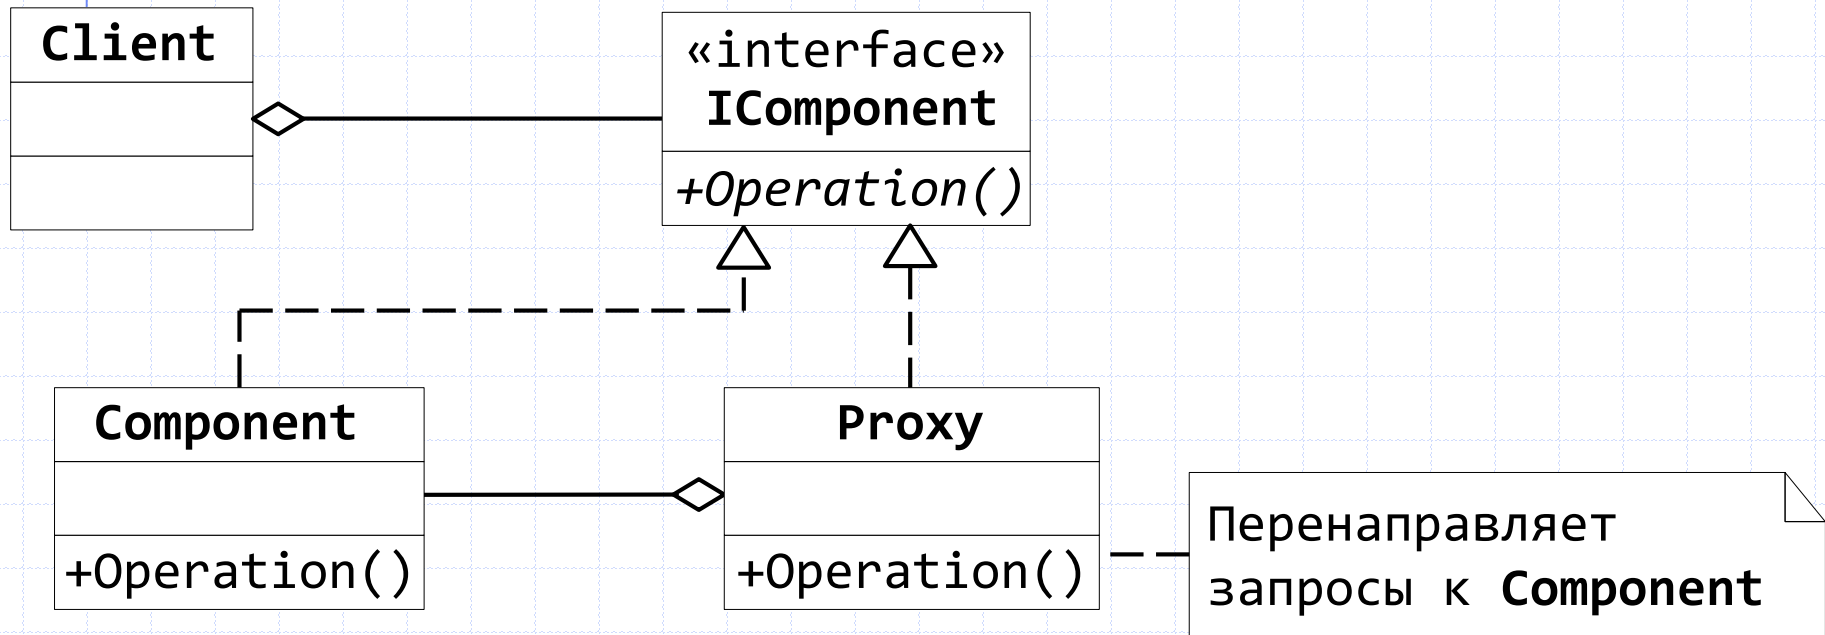 Client
«interface»
IComponent
+Operation()
Component
+Operation()
Proxy
+Operation()
Перенаправляет
запросы к Component